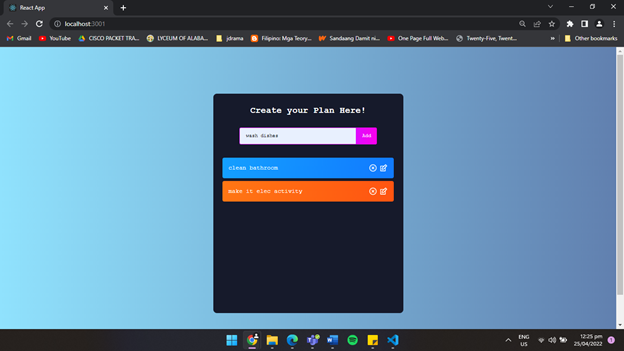 React App
localhost:3001
Gmail
YouTube
CISCO PACKET TRA...
LYCEUM OF ALABA...
jdrama
Filipino: Mga Teory...
Sandaang Damit ni...
One Page Full Web...
Twenty-Five, Twent...
Other bookmarks
Create your Plan Here!
wash dishes
Add
clean bathroom
make it elec activity
ENG
US
12:25 pm
25/04/2022